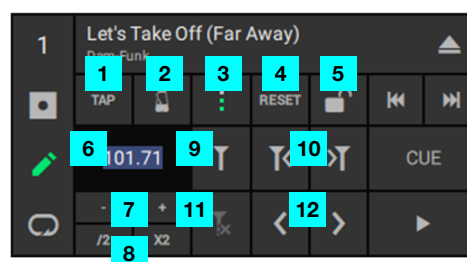 1
Let's Take Off (Far Away)
Dam-Funk
1 2 3 4 5
TAP RESET
6 101.71 9 10 CUE
- 7 + 11 12
/2 8 X2